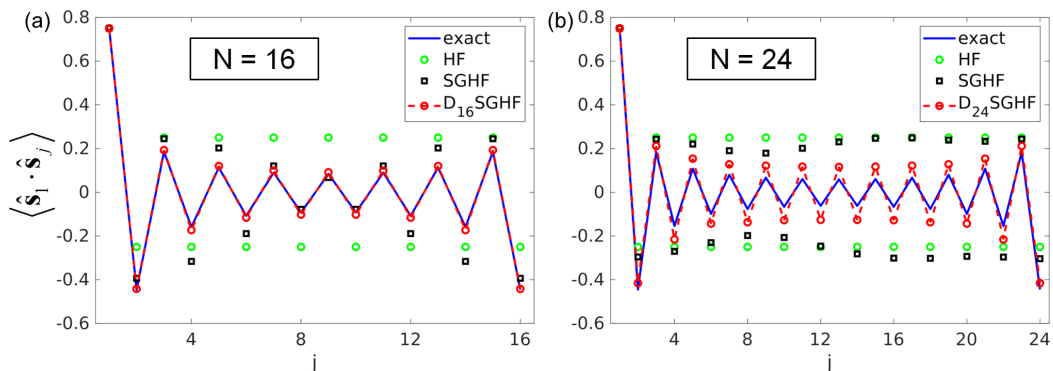 (a)
N = 16
exact
HF
SGHF
D₁₆SGHF
0.8
0.6
0.4
0.2
0
-0.2
-0.4
-0.6
4
8
12
16
j
⟨ŝ₁ · ŝⱼ⟩
(b)
N = 24
exact
HF
SGHF
D₂₄SGHF
0.8
0.6
0.4
0.2
0
-0.2
-0.4
-0.6
4
8
12
16
20
24
j